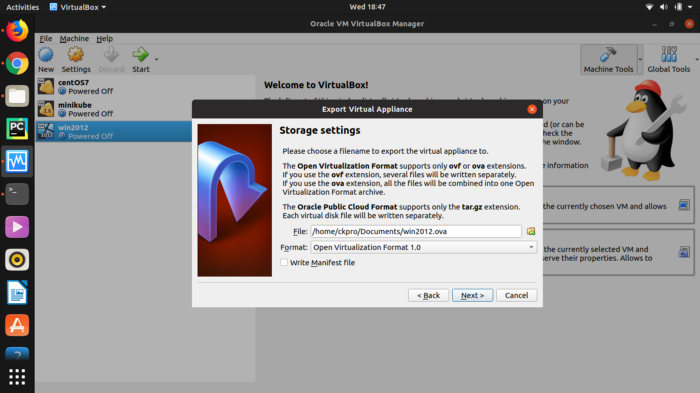 Activities
VirtualBox
Wed 18:47
Oracle VM VirtualBox Manager
File Machine Help
New
Settings
Discard
Start
Machine Tools
Global Tools
centOS7
Powered Off
minikube
Powered Off
win2012
Powered Off
2012
Welcome to VirtualBox!
Export Virtual Appliance
Storage settings
Please choose a filename to export the virtual appliance to.
The Open Virtualization Format supports only ovf or ova extensions.
If you use the ovf extension, several files will be written separately.
If you use the ova extension, all the files will be combined into one Open
Virtualization Format archive.
The Oracle Public Cloud Format supports only the tar.gz extension.
Each virtual disk file will be written separately.
File: /home/ckpro/Documents/win2012.ova
Format: Open Virtualization Format 1.0
Write Manifest file
< Back
Next >
Cancel
on your
d (or can be
heck the
he window.
e information
the currently chosen VM and allows
the currently selected VM and
erve their properties. Allows to
PC